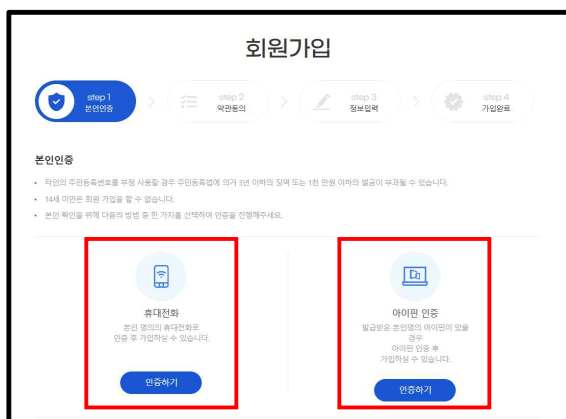 회원가입
step 1
본인인증
step 2
약관동의
step 3
정보입력
step 4
가입완료
본인인증
타인의 주민등록번호를 부정 사용할 경우 주민등록법에 의거 3년 이하의 징역 또는 1천 만원 이하의 벌금이 부과될 수 있습니다.
14세 미만은 회원 가입을 할 수 없습니다.
본인 확인을 위해 다음의 방법 중 한 가지를 선택하여 인증을 진행해주세요.
휴대전화
본인 명의의 휴대전화로
인증 후 가입하실 수 있습니다.
인증하기
아이핀 인증
발급받은 본인명의 아이핀이 있을
경우
아이핀 인증 후
가입하실 수 있습니다.
인증하기